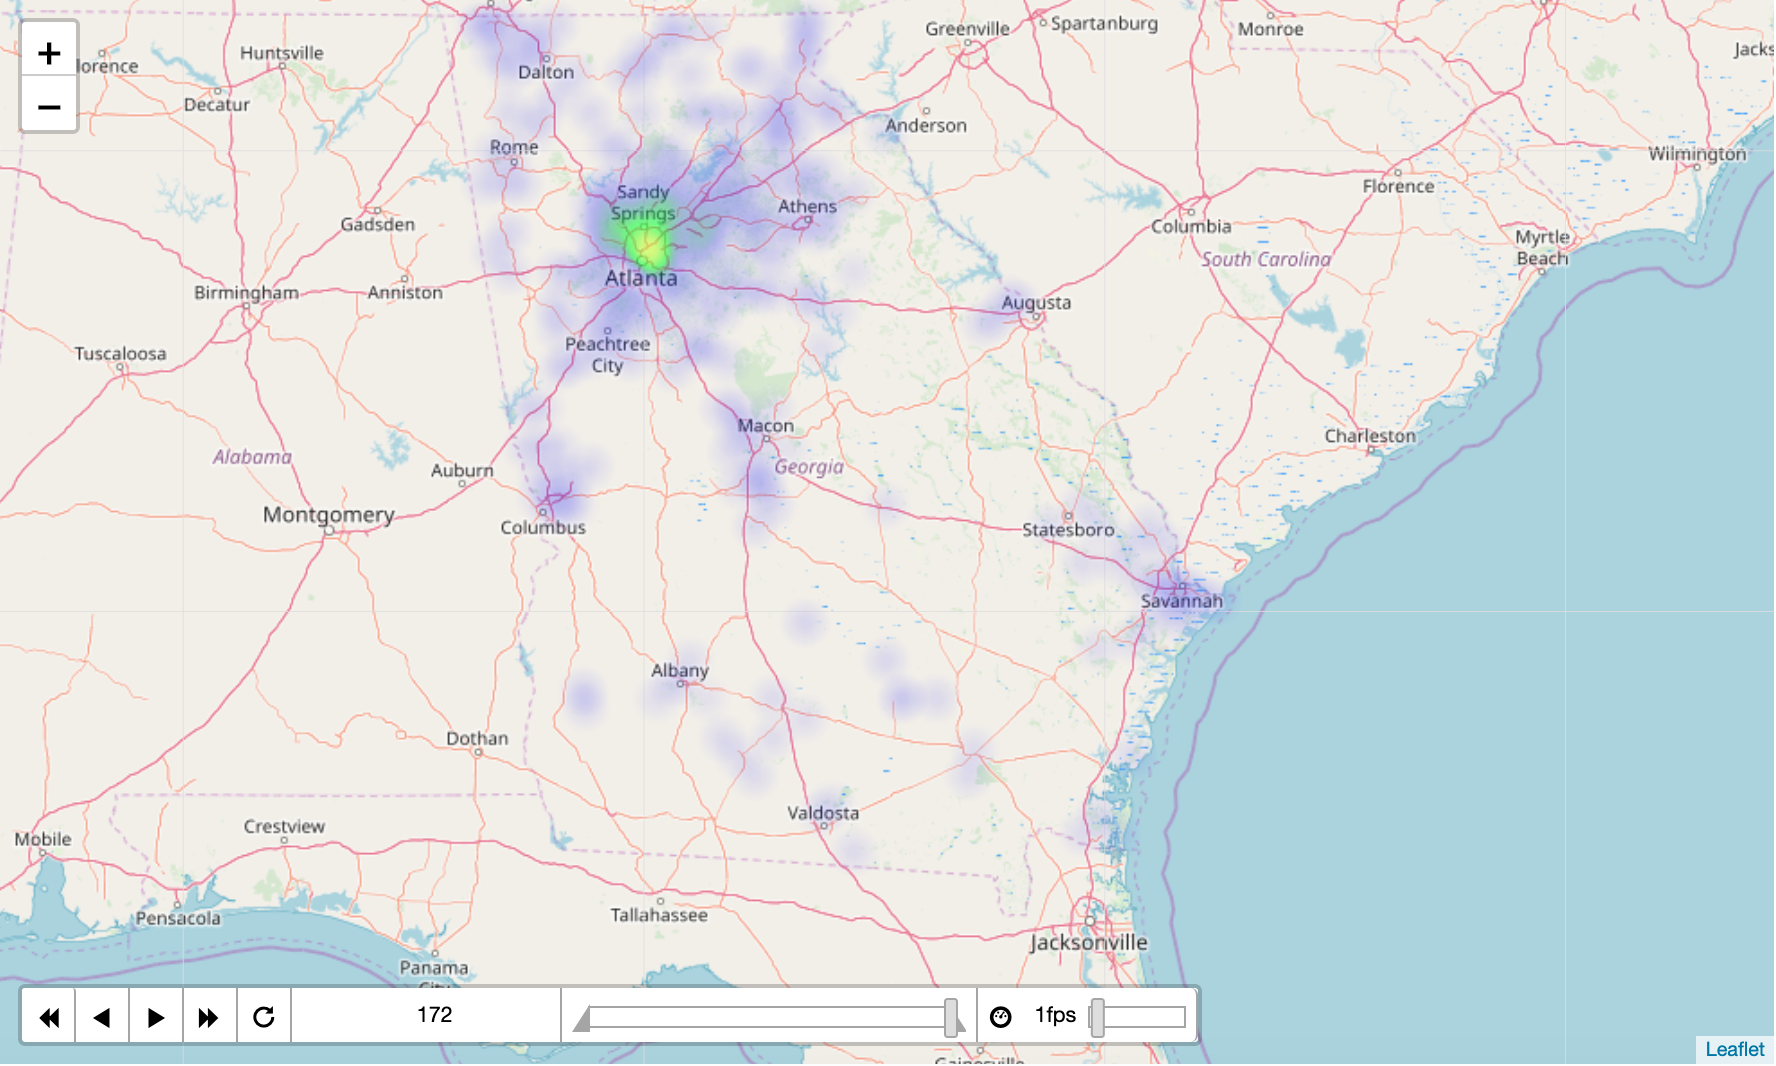 Greenville
Spartanburg
Monroe
Huntsville
Jacks
lorence
Dalton
Decatur
Anderson
Rome
Wilmington
Sandy
Springs
Florence
Athens
Gadsden
Columbia
Myrtle
Beach
South Carolina
Atlanta
Birmingham
Anniston
Augusta
Peachtree
City
Tuscaloosa
Macon
Charleston
Alabama
Georgia
Auburn
Montgomery
Columbus
Statesboro
Savannah
Albany
Dothan
Valdosta
Crestview
Mobile
Pensacola
Tallahassee
Jacksonville
Panama
City
172
1fps
Leaflet
Gainesville